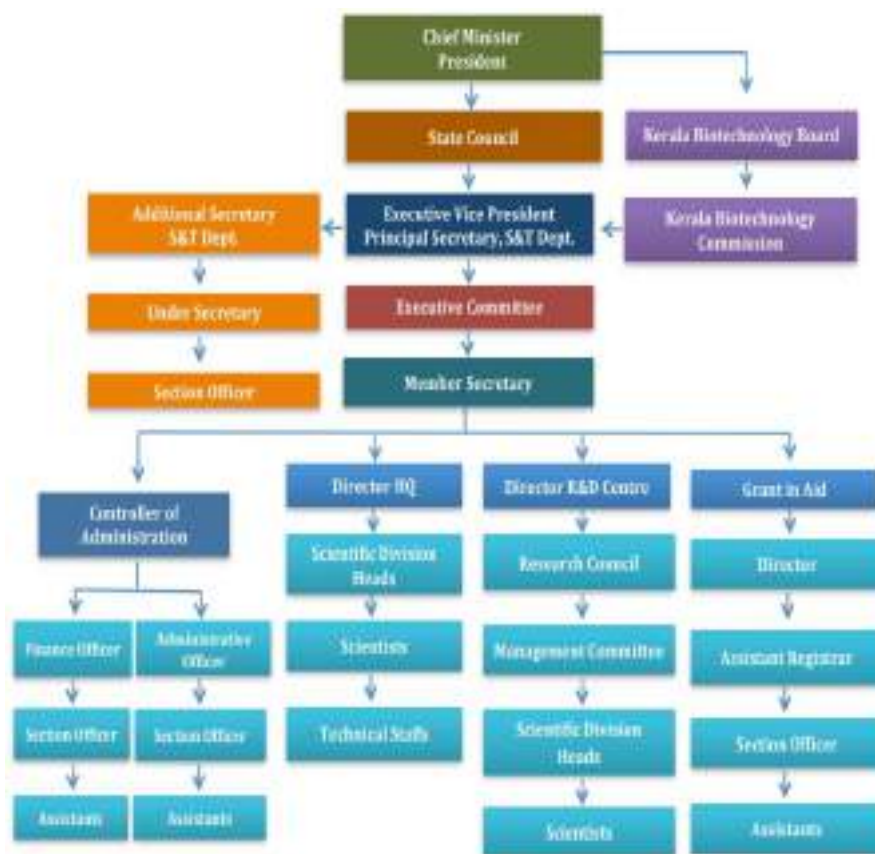 Chief Minister
President
State Council
Kerala Biotechnology Board
Additional Secretary
S&T Dept.
Executive Vice President
Principal Secretary, S&T Dept.
Kerala Biotechnology
Commission
Under Secretary
Executive Committee
Section Officer
Member Secretary
Controller of
Administration
Director HQ
Director R&D Centre
Grant in Aid
Scientific Division
Heads
Research Council
Director
Finance Officer
Administrative
Officer
Scientists
Management Committee
Assistant Registrar
Section Officer
Section Officer
Technical Staffs
Scientific Division
Heads
Section Officer
Assistants
Assistants
Scientists
Assistants